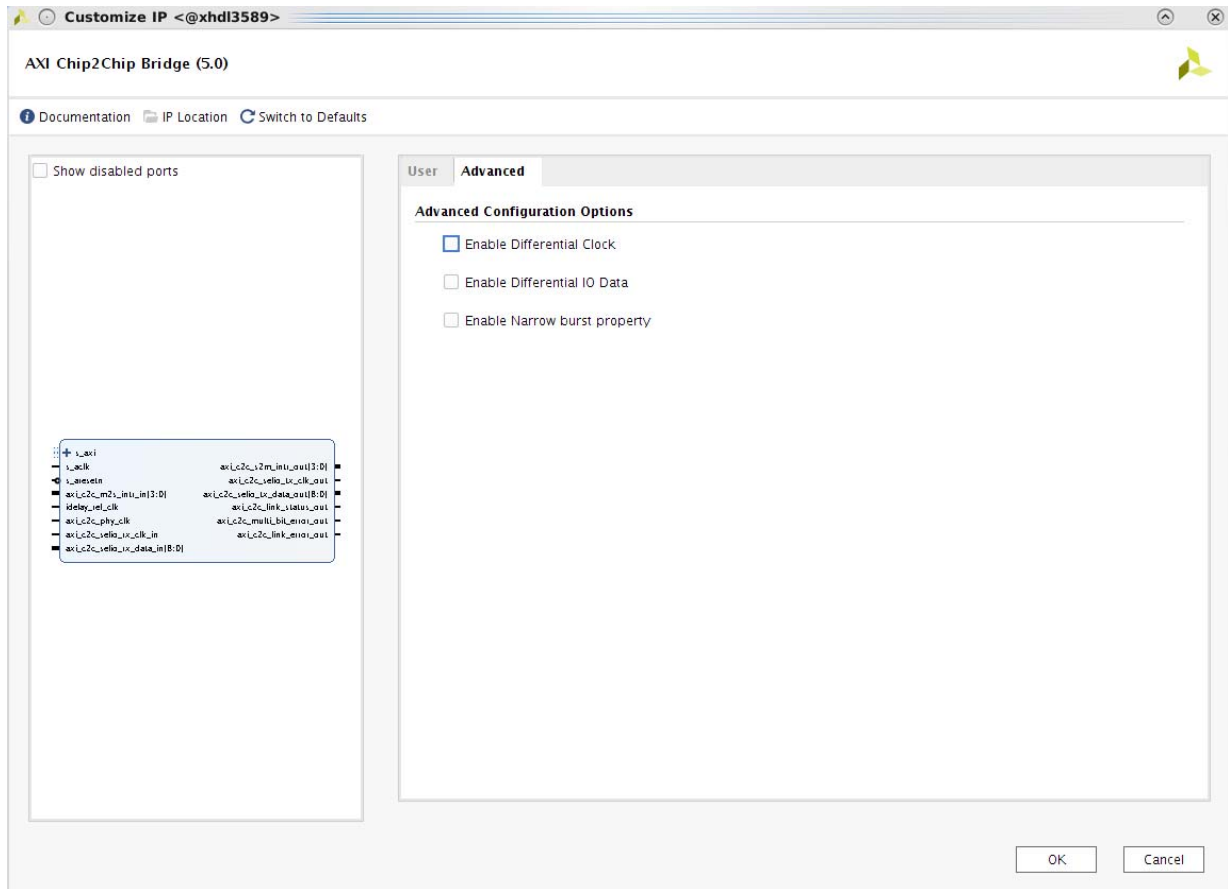 Customize IP <@xhdl3589>
AXI Chip2Chip Bridge (5.0)
Documentation IP Location Switch to Defaults
Show disabled ports
s_axi
s_aclk
s_aresetn
axi_c2c_m2s_intr_in[3:0]
idelay_ref_clk
axi_c2c_phy_clk
axi_c2c_selio_rx_clk_in
axi_c2c_selio_rx_data_in[8:0]
axi_c2c_s2m_intr_out[3:0]
axi_c2c_selio_tx_clk_out
axi_c2c_selio_tx_data_out[8:0]
axi_c2c_link_status_out
axi_c2c_multi_bit_error_out
axi_c2c_link_error_out
User Advanced
Advanced Configuration Options
Enable Differential Clock
Enable Differential IO Data
Enable Narrow burst property
OK Cancel